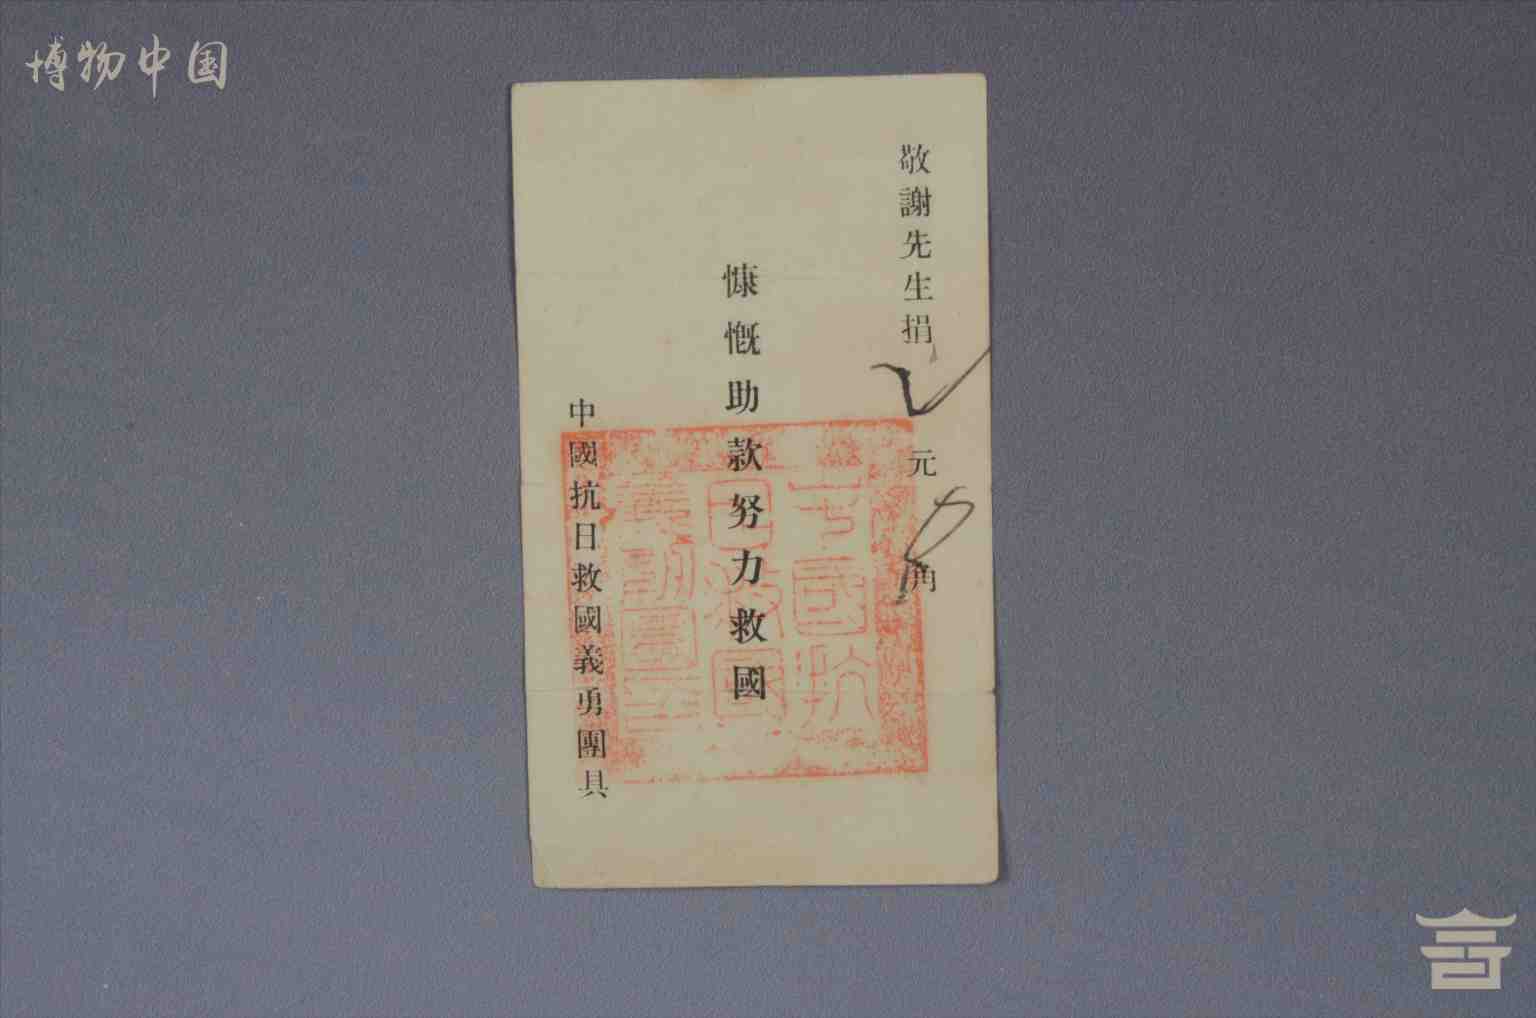 博物中国
敬謝先生捐 元 角
慷慨助款努力救國
中國抗日救國義勇團具